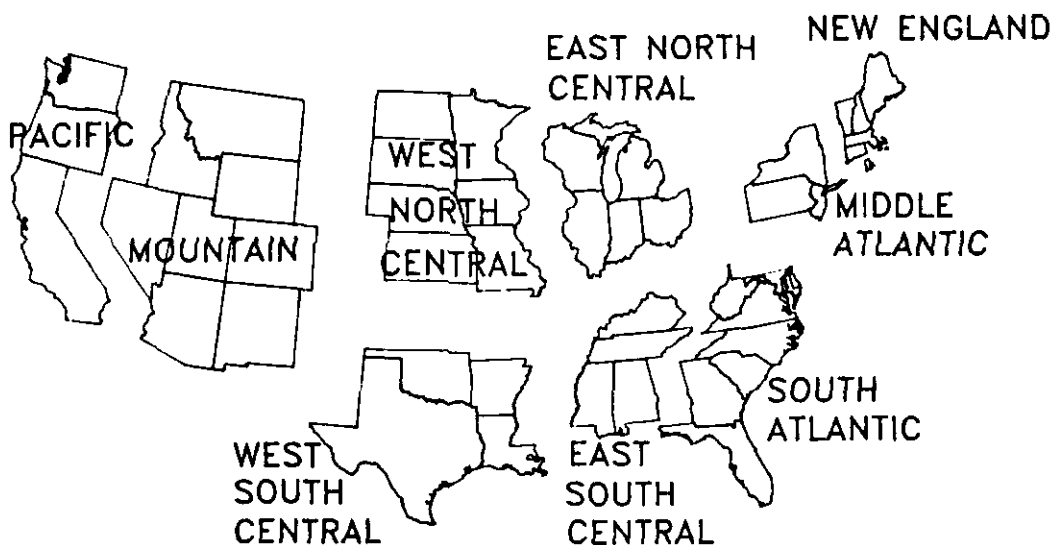 NEW ENGLAND
EAST NORTH
CENTRAL
PACIFIC
WEST
NORTH
CENTRAL
MIDDLE
ATLANTIC
MOUNTAIN
SOUTH
ATLANTIC
WEST
SOUTH
CENTRAL
EAST
SOUTH
CENTRAL